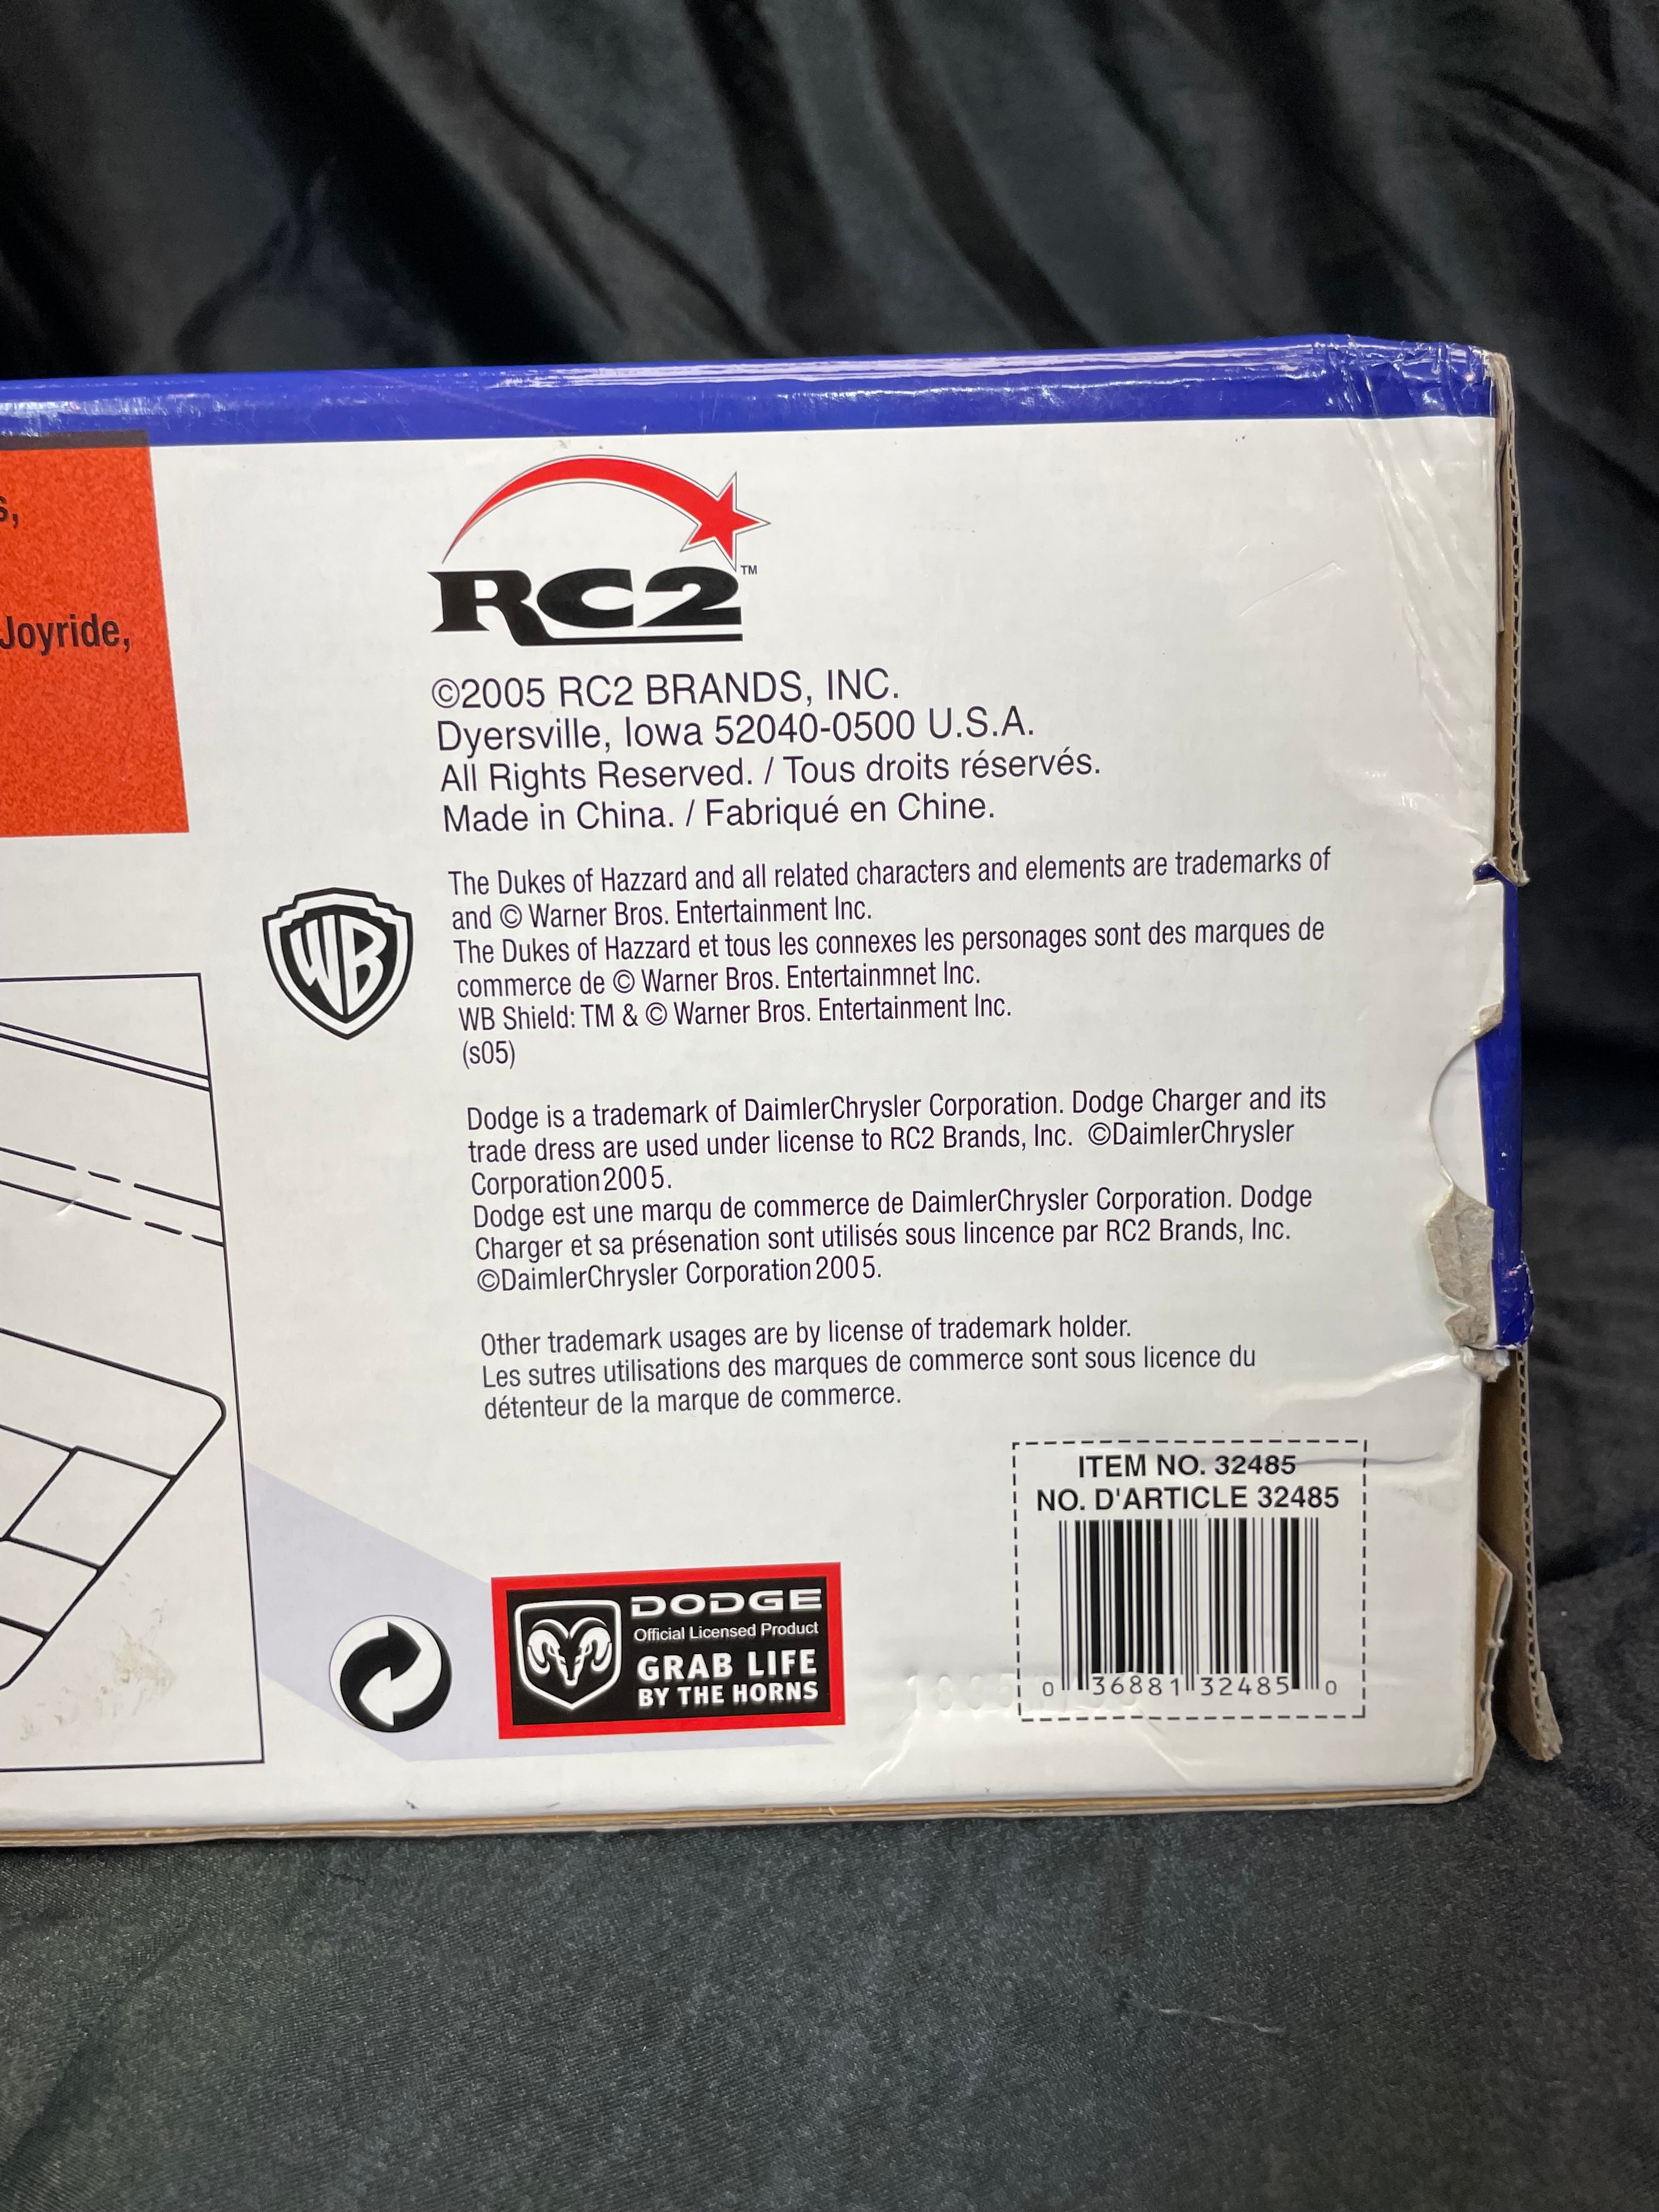 s,
Joyride,
RC2™
©2005 RC2 BRANDS, INC.
Dyersville, Iowa 52040-0500 U.S.A.
All Rights Reserved. / Tous droits réservés.
Made in China. / Fabriqué en Chine.
WB
The Dukes of Hazzard and all related characters and elements are trademarks of
and © Warner Bros. Entertainment Inc.
The Dukes of Hazzard et tous les connexes les personages sont des marques de
commerce de © Warner Bros. Entertainmnet Inc.
WB Shield: TM & © Warner Bros. Entertainment Inc.
(s05)
Dodge is a trademark of DaimlerChrysler Corporation. Dodge Charger and its
trade dress are used under license to RC2 Brands, Inc. ©DaimlerChrysler
Corporation 2005.
Dodge est une marqu de commerce de DaimlerChrysler Corporation. Dodge
Charger et sa présenation sont utilisés sous lincence par RC2 Brands, Inc.
©DaimlerChrysler Corporation 2005.
Other trademark usages are by license of trademark holder.
Les sutres utilisations des marques de commerce sont sous licence du
détenteur de la marque de commerce.
ITEM NO. 32485
NO. D'ARTICLE 32485
0 36881 32485 0
DODGE
Official Licensed Product
GRAB LIFE
BY THE HORNS